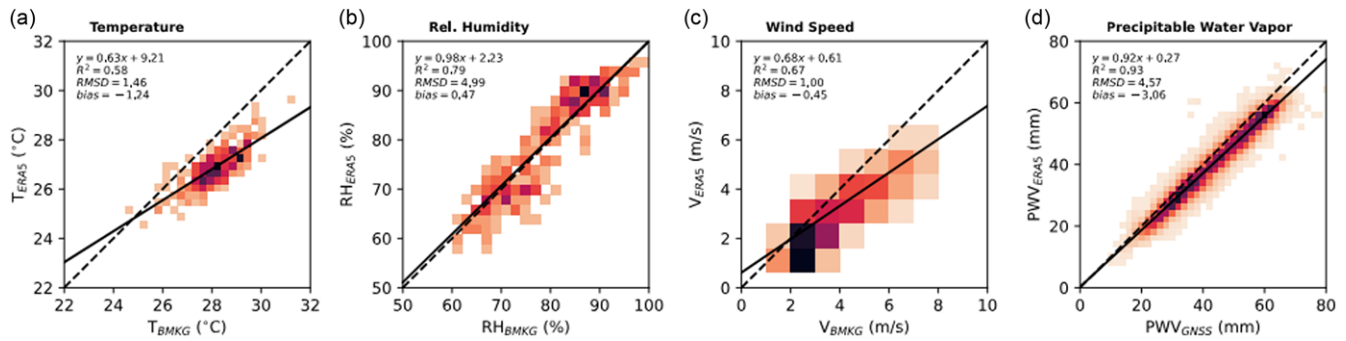 (a)
Temperature
y = 0.63x + 9.21
R² = 0.58
RMSD = 1,46
bias = −1,24
32
30
28
26
24
22
T_ERA5 (°C)
22 24 26 28 30 32
T_BMKG (°C)
(b)
Rel. Humidity
y = 0.98x + 2.23
R² = 0.79
RMSD = 4,99
bias = 0,47
100
90
80
70
60
50
RH_ERA5 (%)
50 60 70 80 90 100
RH_BMKG (%)
(c)
Wind Speed
y = 0.68x + 0.61
R² = 0.67
RMSD = 1,00
bias = −0,45
10
8
6
4
2
0
V_ERA5 (m/s)
0 2 4 6 8 10
V_BMKG (m/s)
(d)
Precipitable Water Vapor
y = 0.92x + 0.27
R² = 0.93
RMSD = 4,57
bias = −3,06
80
60
40
20
0
PWV_ERA5 (mm)
0 20 40 60 80
PWV_GNSS (mm)